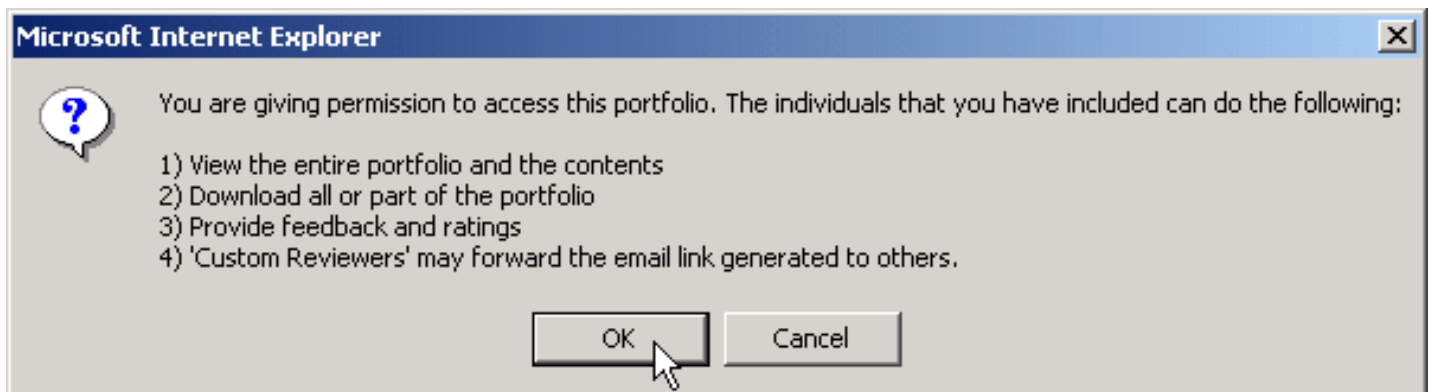 Microsoft Internet Explorer
You are giving permission to access this portfolio. The individuals that you have included can do the following:
1) View the entire portfolio and the contents
2) Download all or part of the portfolio
3) Provide feedback and ratings
4) 'Custom Reviewers' may forward the email link generated to others.
OK Cancel